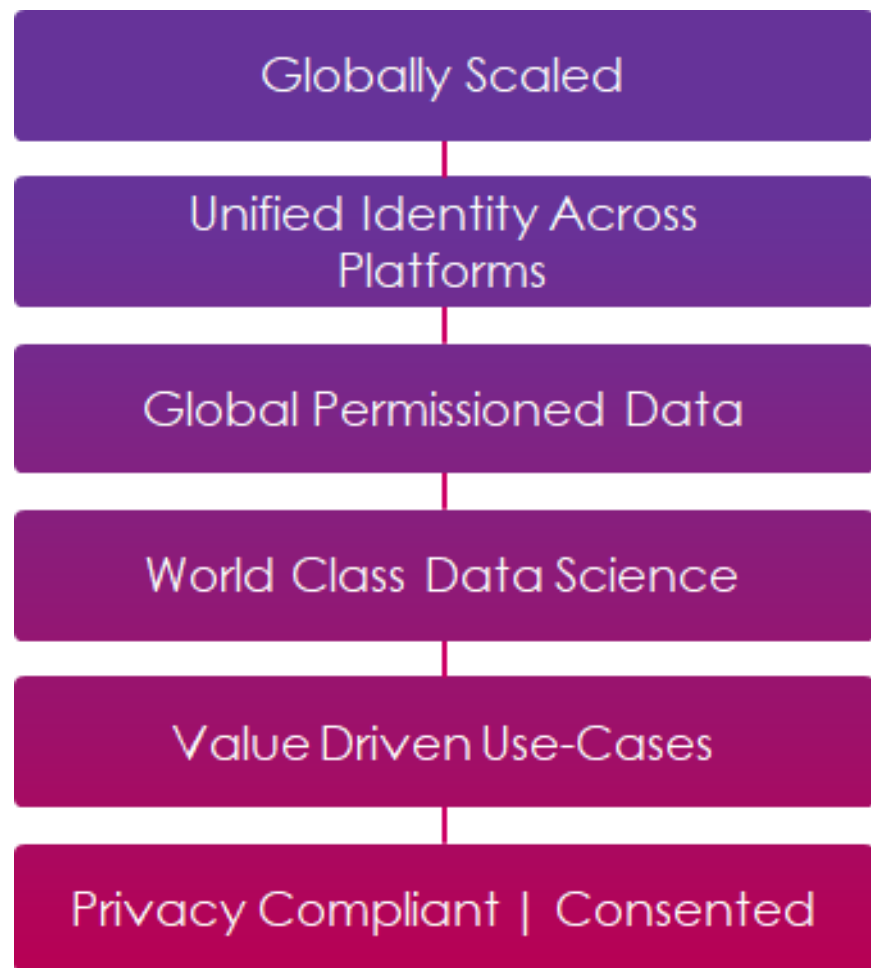 Globally Scaled
Unified Identity Across
Platforms
Global Permissioned Data
World Class Data Science
Value Driven Use-Cases
Privacy Compliant | Consented